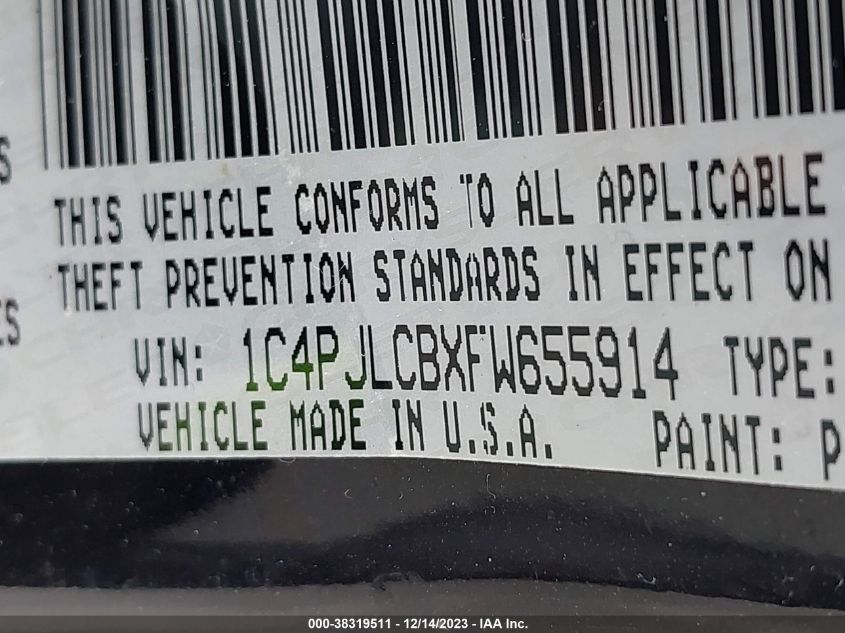 S
THIS VEHICLE CONFORMS TO ALL APPLICABLE
THEFT PREVENTION STANDARDS IN EFFECT ON
ES
VIN: 1C4PJLCBXFW655914 TYPE:
VEHICLE MADE IN U.S.A. PAINT: P
000-38319511 - 12/14/2023 - IAA Inc.